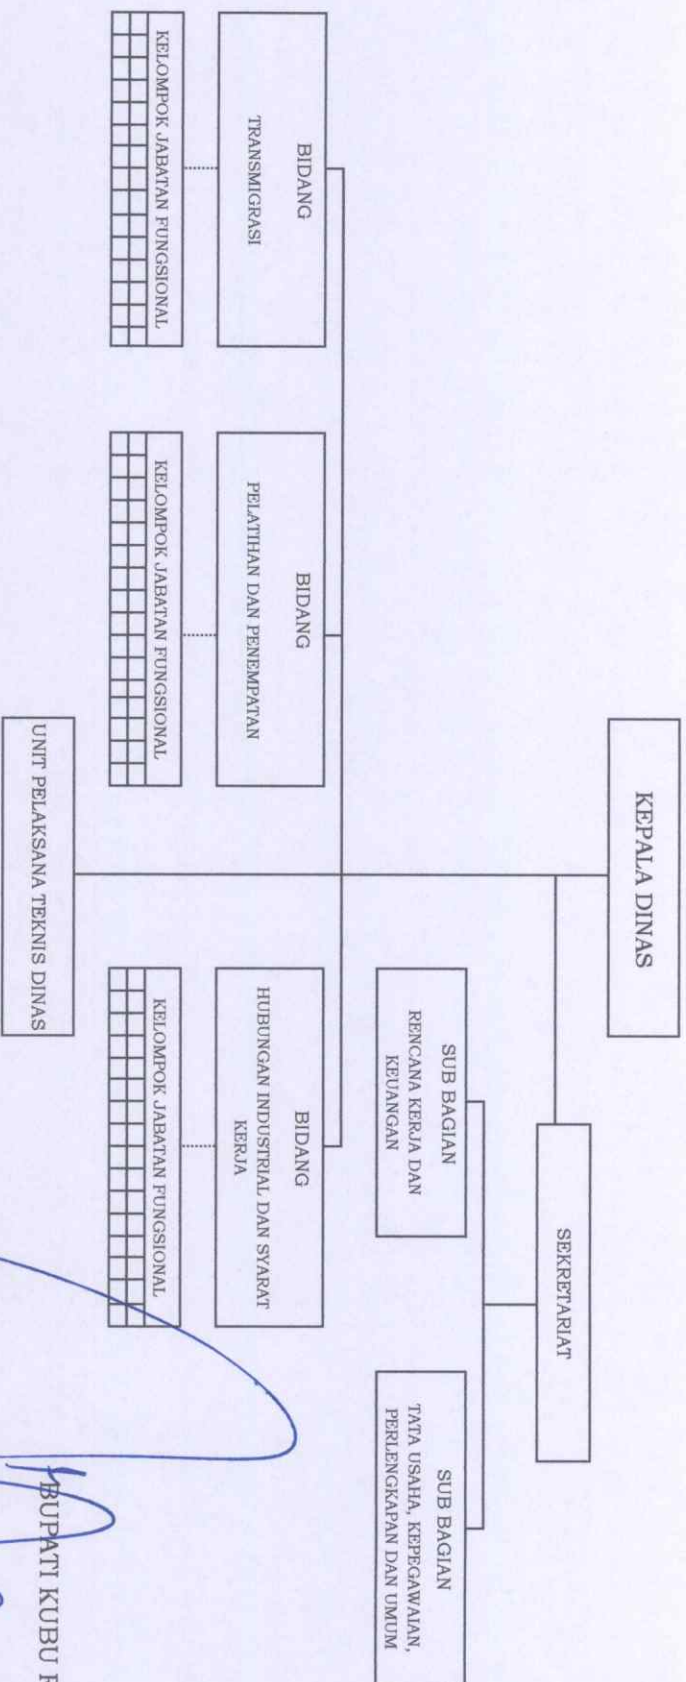 KEPALA DINAS
SEKRETARIAT
SUB BAGIAN
RENCANA KERJA DAN
KEUANGAN
SUB BAGIAN
TATA USAHA, KEPEGAWAIAN,
PERLENGKAPAN DAN UMUM
BIDANG
TRANSMIGRASI
KELOMPOK JABATAN FUNGSIONAL
BIDANG
PELATIHAN DAN PENEMPATAN
KELOMPOK JABATAN FUNGSIONAL
BIDANG
HUBUNGAN INDUSTRIAL DAN SYARAT
KERJA
KELOMPOK JABATAN FUNGSIONAL
UNIT PELAKSANA TEKNIS DINAS
BUPATI KUBU